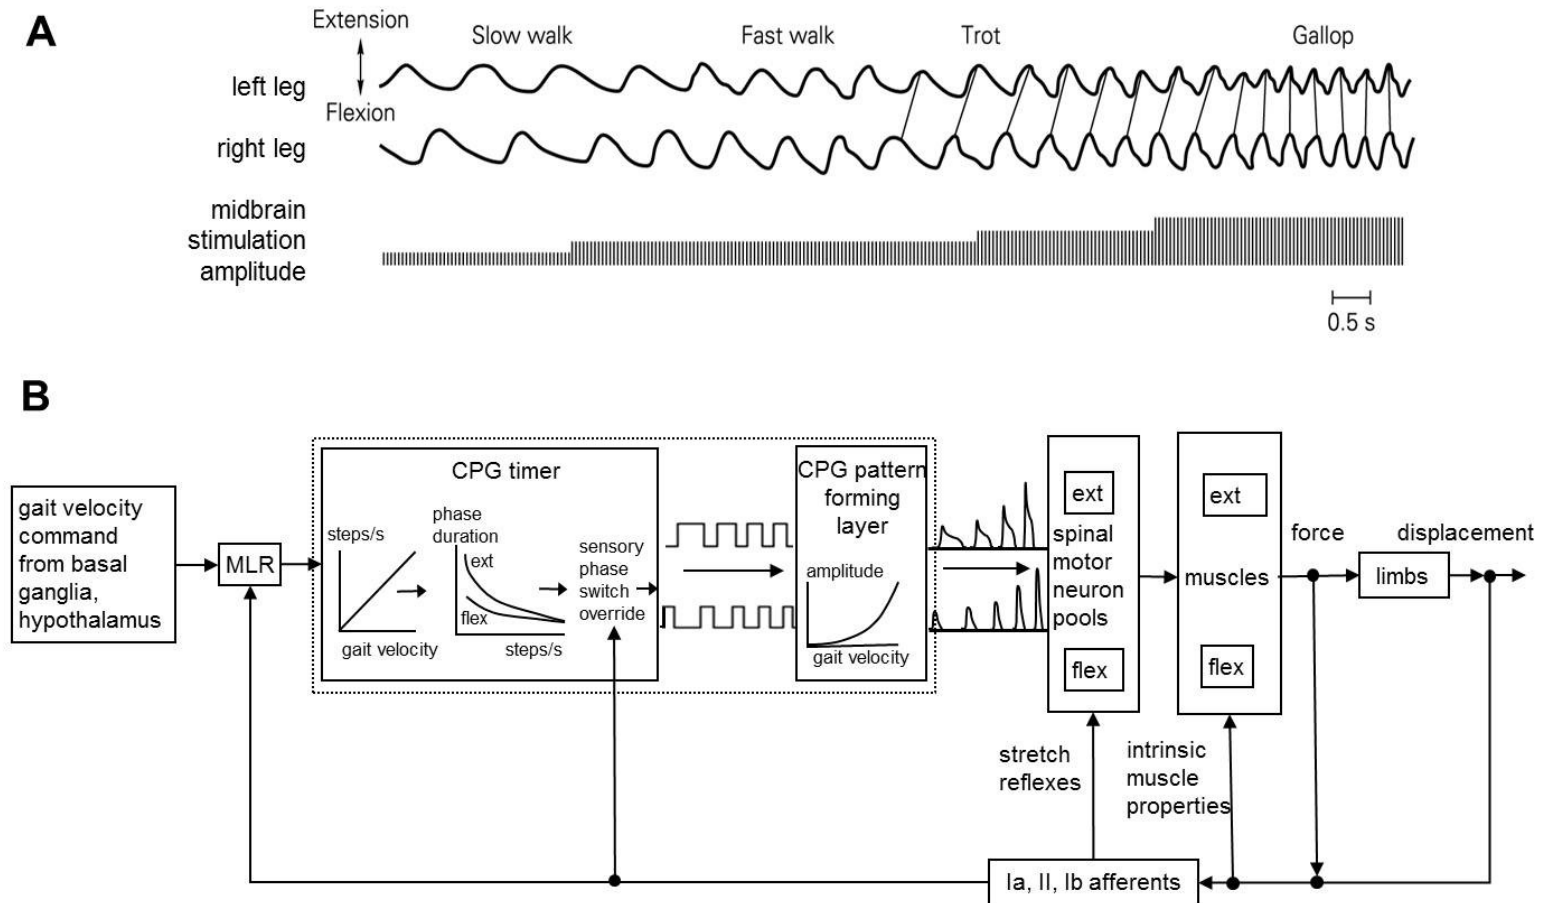 A
Extension
Slow walk
Fast walk
Trot
Gallop
left leg
Flexion
right leg
midbrain
stimulation
amplitude
0.5 s
B
gait velocity
command
from basal
ganglia,
hypothalamus
MLR
CPG timer
steps/s
gait velocity
phase
duration
ext
flex
steps/s
sensory
phase
switch
override
CPG pattern
forming
layer
amplitude
gait velocity
ext
spinal
motor
neuron
pools
flex
ext
muscles
flex
force
displacement
limbs
stretch
reflexes
intrinsic
muscle
properties
Ia, II, Ib afferents